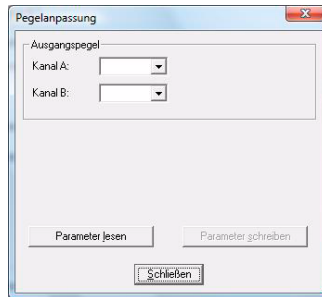 Pegelanpassung
Ausgangspegel
Kanal A:
Kanal B:
Parameter lesen
Parameter schreiben
Schließen